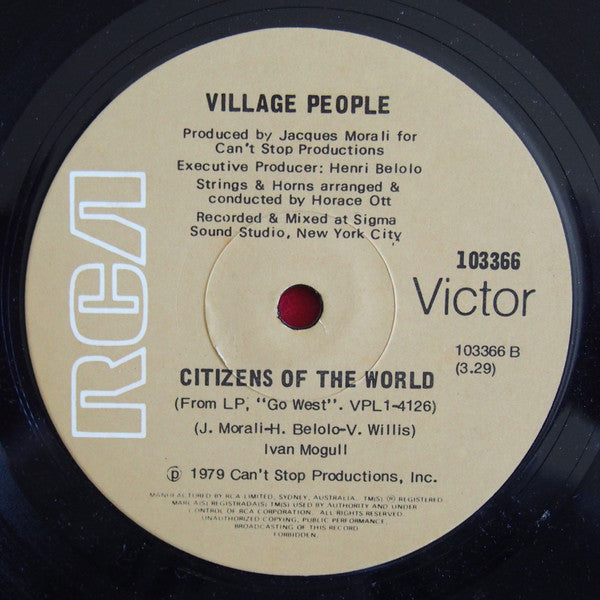 VILLAGE PEOPLE
Produced by Jacques Morali for
Can't Stop Productions
Executive Producer: Henri Belolo
Strings & Horns arranged &
conducted by Horace Ott
Recorded & Mixed at Sigma
Sound Studio, New York City
RCA
103366
Victor
103366 B
(3.29)
CITIZENS OF THE WORLD
(From LP, "Go West". VPL1-4126)
(J. Morali-H. Belolo-V. Willis)
Ivan Mogull
℗ 1979 Can't Stop Productions, Inc.
MANUFACTURED BY RCA LIMITED, SYDNEY, AUSTRALIA. TM(S) ® REGISTERED
MARCA(S) REGISTRADA(S) TM(S) USED BY AUTHORITY AND UNDER
CONTROL OF RCA CORPORATION. ALL RIGHTS RESERVED.
UNAUTHORIZED COPYING, PUBLIC PERFORMANCE,
BROADCASTING OF THIS RECORD
FORBIDDEN.